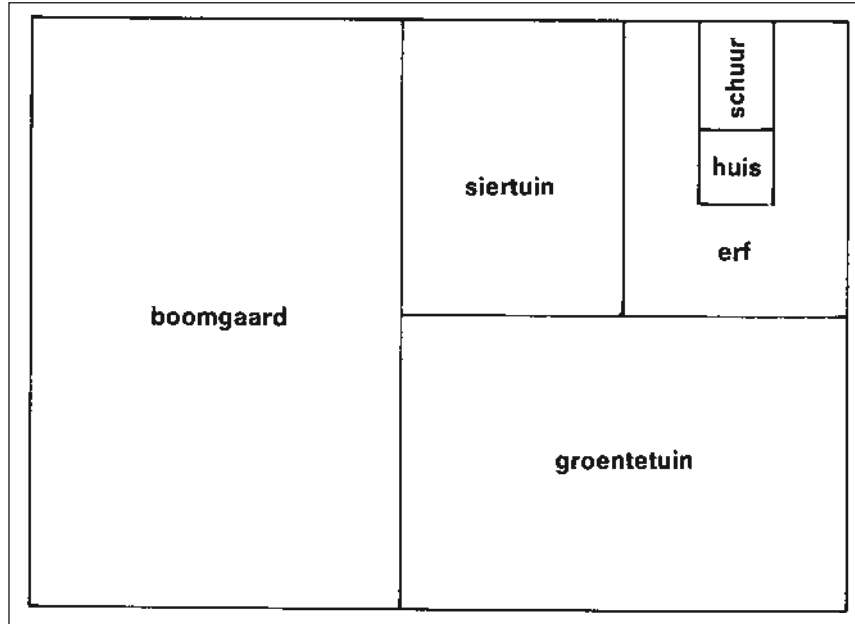 schuur
huis
siertuin
erf
boomgaard
groentetuin